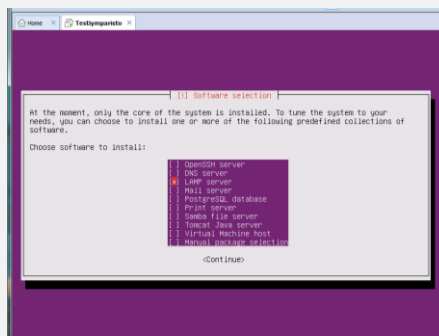 Home × Testiymparisto ×
[!] Software selection
At the moment, only the core of the system is installed. To tune the system to your
needs, you can choose to install one or more of the following predefined collections of
software.
Choose software to install:
[ ] OpenSSH server
[ ] DNS server
[*] LAMP server
[ ] Mail server
[ ] PostgreSQL database
[ ] Print server
[ ] Samba file server
[ ] Tomcat Java server
[ ] Virtual Machine host
[ ] Manual package selection
<Continue>